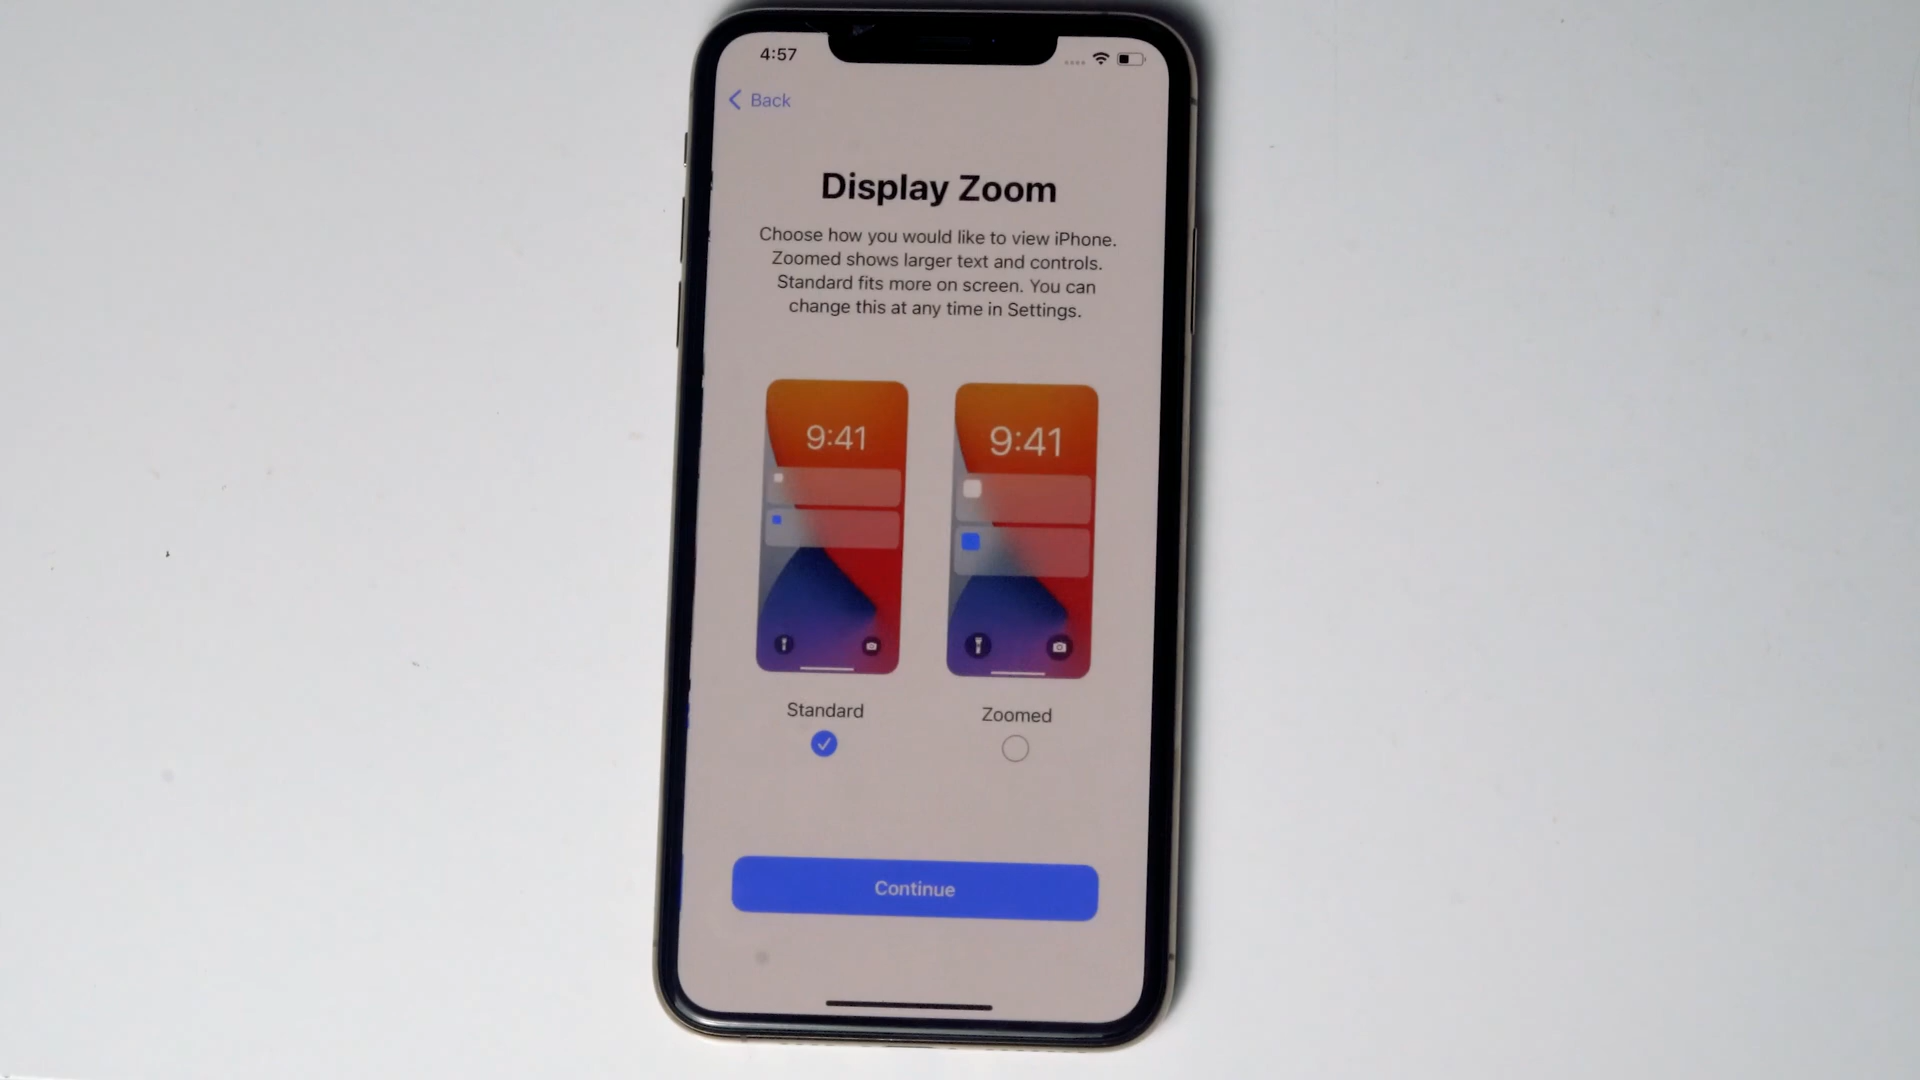 4:57
Back
Display Zoom
Choose how you would like to view iPhone.
Zoomed shows larger text and controls.
Standard fits more on screen. You can
change this at any time in Settings.
9:41
9:41
Standard
Zoomed
Continue